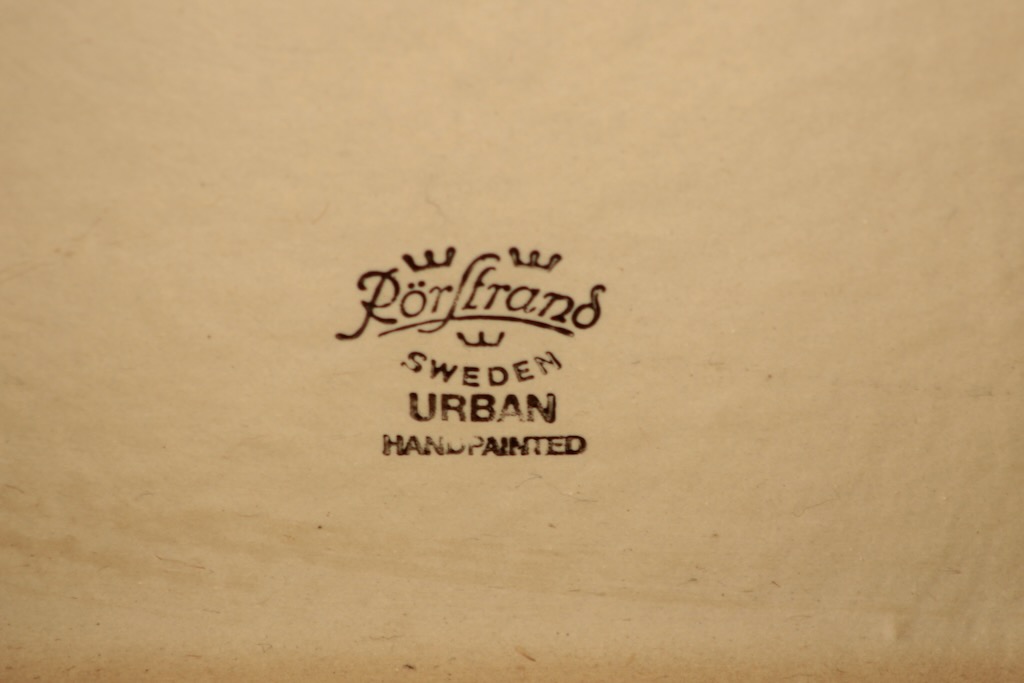 Rörstrand
SWEDEN
URBAN
HANDPAINTED